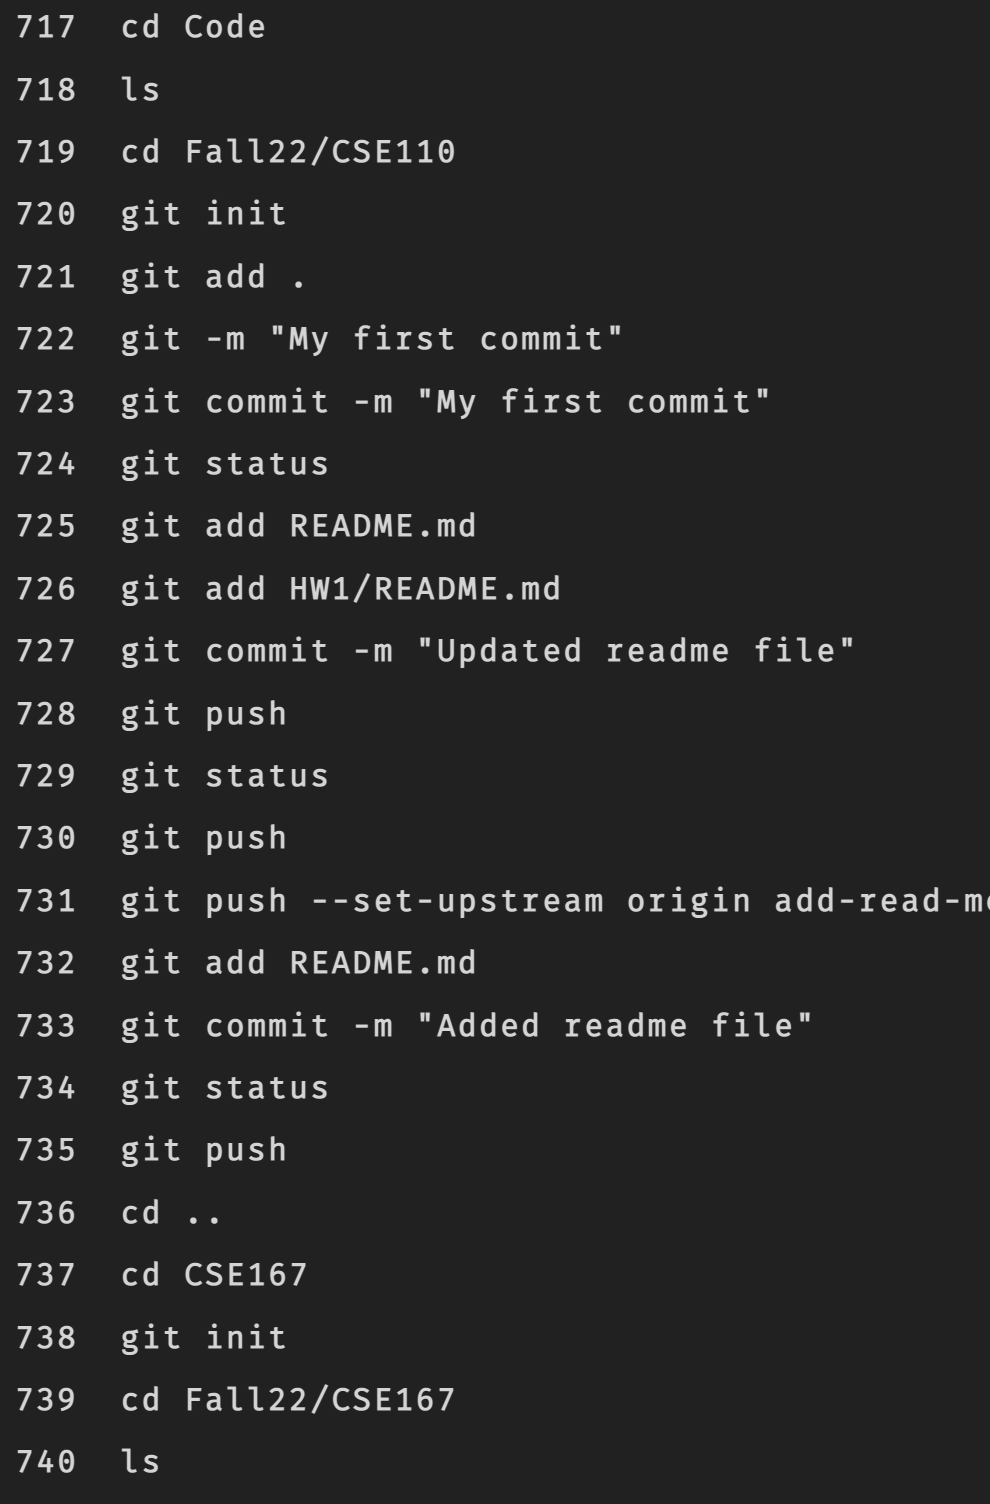 717 cd Code
718 ls
719 cd Fall22/CSE110
720 git init
721 git add .
722 git -m "My first commit"
723 git commit -m "My first commit"
724 git status
725 git add README.md
726 git add HW1/README.md
727 git commit -m "Updated readme file"
728 git push
729 git status
730 git push
731 git push --set-upstream origin add-read-m
732 git add README.md
733 git commit -m "Added readme file"
734 git status
735 git push
736 cd ..
737 cd CSE167
738 git init
739 cd Fall22/CSE167
740 ls